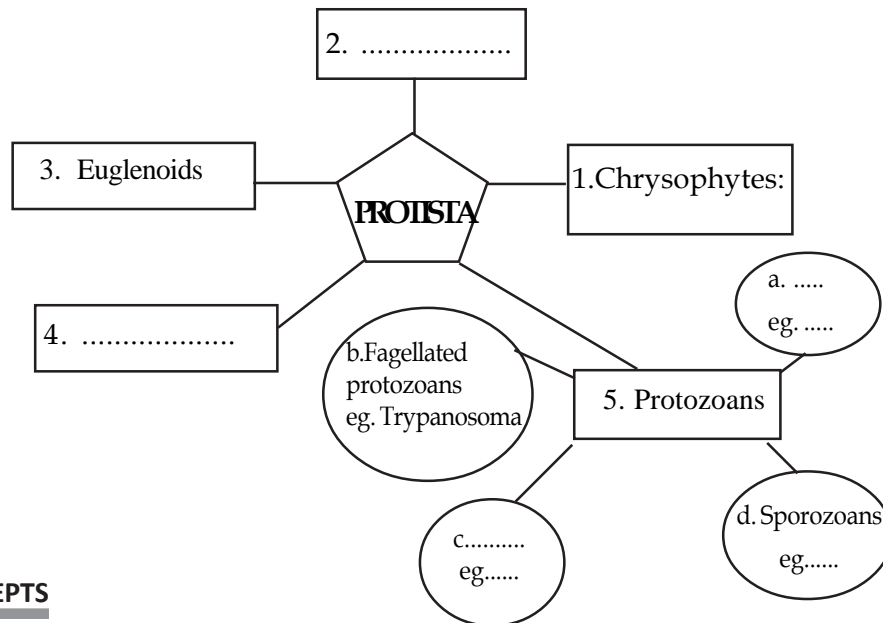 2. ...................
3. Euglenoids
1.Chrysophytes:
PROTISTA
a. .....
eg. .....
4. ....................
b.Fagellated
protozoans
eg. Trypanosoma
5. Protozoans
c..........
eg......
d. Sporozoans
eg......
EPTS